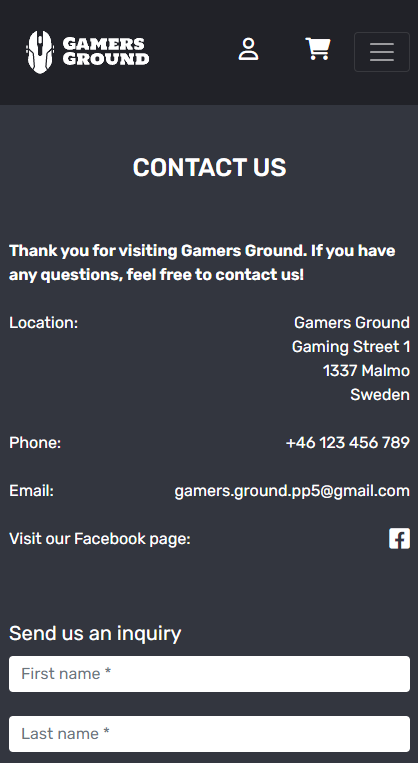 GAMERS
GROUND
CONTACT US
Thank you for visiting Gamers Ground. If you have
any questions, feel free to contact us!
Location:
Gamers Ground
Gaming Street 1
1337 Malmo
Sweden
Phone:
+46 123 456 789
Email:
gamers.ground.pp5@gmail.com
Visit our Facebook page:
Send us an inquiry
First name *
Last name *